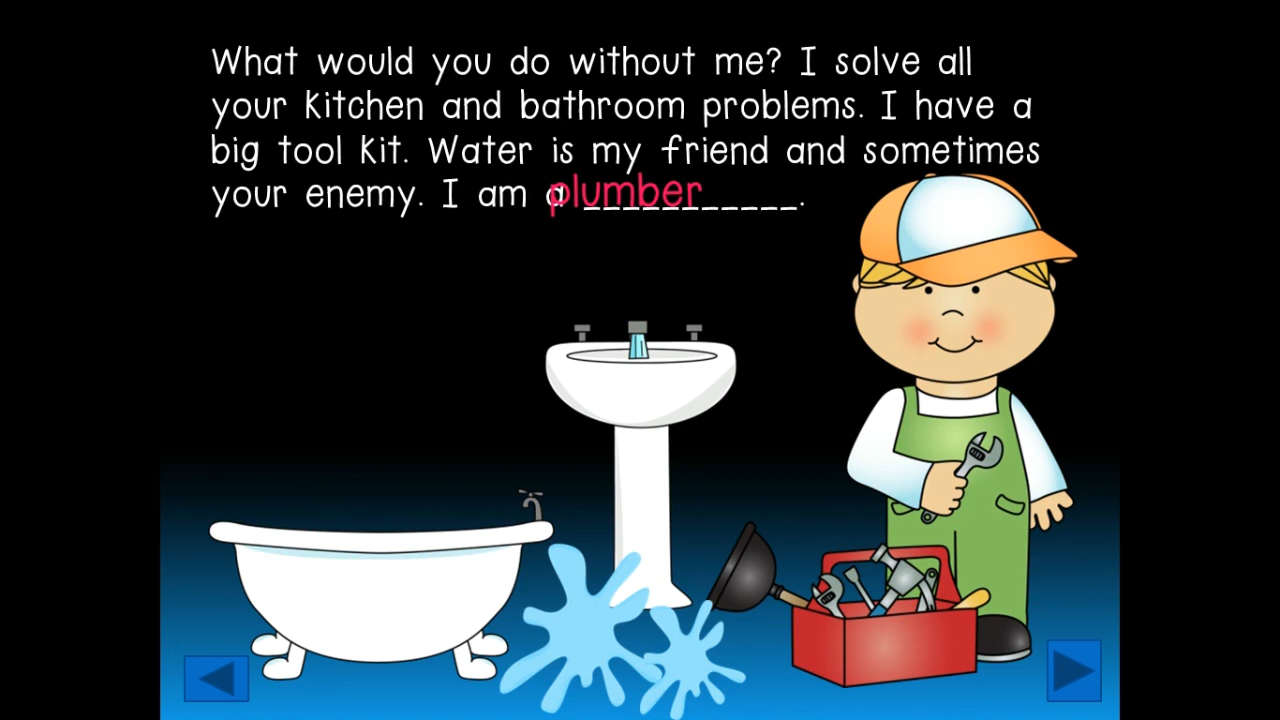 What would you do without me? I solve all
your kitchen and bathroom problems. I have a
big tool kit. Water is my friend and sometimes
your enemy. I am a plumber___________.